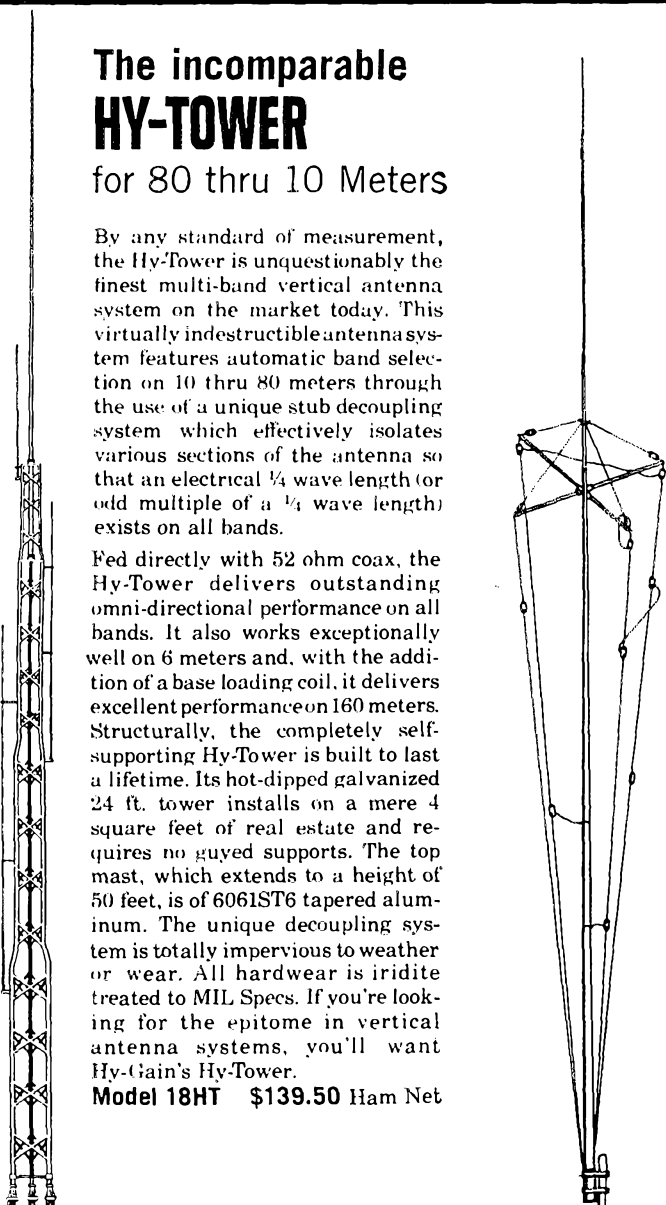 The incomparable
HY-TOWER
for 80 thru 10 Meters
By any standard of measurement,
the Hy-Tower is unquestionably the
finest multi-band vertical antenna
system on the market today. This
virtually indestructible antenna sys-
tem features automatic band selec-
tion on 10 thru 80 meters through
the use of a unique stub decoupling
system which effectively isolates
various sections of the antenna so
that an electrical ¼ wave length (or
odd multiple of a ¼ wave length)
exists on all bands.
Fed directly with 52 ohm coax, the
Hy-Tower delivers outstanding
omni-directional performance on all
bands. It also works exceptionally
well on 6 meters and, with the addi-
tion of a base loading coil, it delivers
excellent performance on 160 meters.
Structurally, the completely self-
supporting Hy-Tower is built to last
a lifetime. Its hot-dipped galvanized
24 ft. tower installs on a mere 4
square feet of real estate and re-
quires no guyed supports. The top
mast, which extends to a height of
50 feet, is of 6061ST6 tapered alum-
inum. The unique decoupling sys-
tem is totally impervious to weather
or wear. All hardwear is iridite
treated to MIL Specs. If you're look-
ing for the epitome in vertical
antenna systems, you'll want
Hy-Gain's Hy-Tower.
Model 18HT $139.50 Ham Net